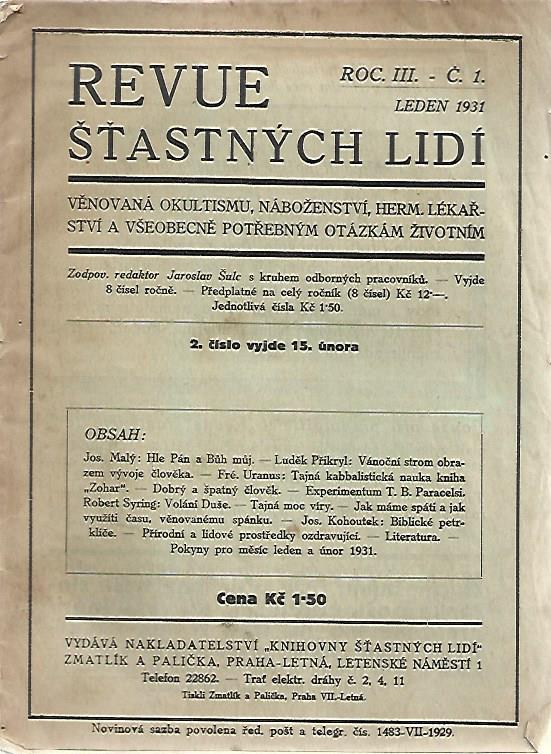 REVUE
ROC. III. - Č. 1.
LEDEN 1931
ŠŤASTNÝCH LIDÍ
VĚNOVANÁ OKULTISMU, NÁBOŽENSTVÍ, HERM. LÉKAŘ-
STVÍ A VŠEOBECNĚ POTŘEBNÝM OTÁZKÁM ŽIVOTNÍM
Zodpov. redaktor Jaroslav Šulc s kruhem odborných pracovníků. — Vyjde
8 čísel ročně. — Předplatné na celý ročník (8 čísel) Kč 12·—.
Jednotlivá čísla Kč 1·50.
2. číslo vyjde 15. února
OBSAH:
Jos. Malý: Hle Pán a Bůh můj. — Luděk Přikryl: Vánoční strom obra-
zem vývoje člověka. — Fré. Uranus: Tajná kabbalistická nauka kniha
„Zohar“. — Dobrý a špatný člověk. — Experimentum T. B. Paracelsi.
Robert Syring: Volání Duše. — Tajná moc víry. — Jak máme spáti a jak
využíti času, věnovanému spánku. — Jos. Kohoutek: Biblické petr-
klíče. — Přírodní a lidové prostředky ozdravující. — Literatura. —
Pokyny pro měsíc leden a únor 1931.
Cena Kč 1·50
VYDÁVÁ NAKLADATELSTVÍ „KNIHOVNY ŠŤASTNÝCH LIDÍ“
ZMATLÍK A PALIČKA, PRAHA-LETNÁ, LETENSKÉ NÁMĚSTÍ 1
Telefon 22862. — Trať elektr. dráhy č. 2, 4, 11
Tiskli Zmatlík a Palička, Praha VII.-Letná.
Novinová sazba povolena řed. pošt a telegr. čís. 1483-VII-1929.